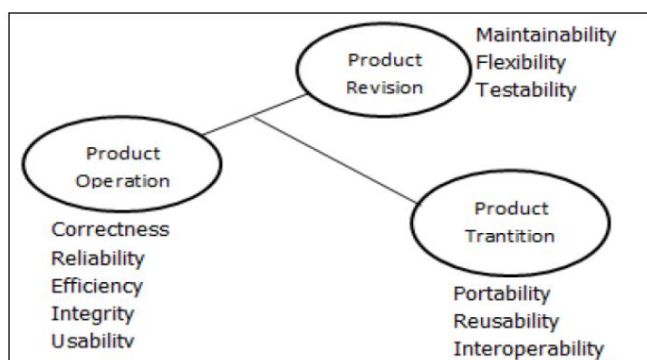 Product
Revision
Maintainability
Flexibility
Testability
Product
Operation
Correctness
Reliability
Efficiency
Integrity
Usability
Product
Trantition
Portability
Reusability
Interoperability